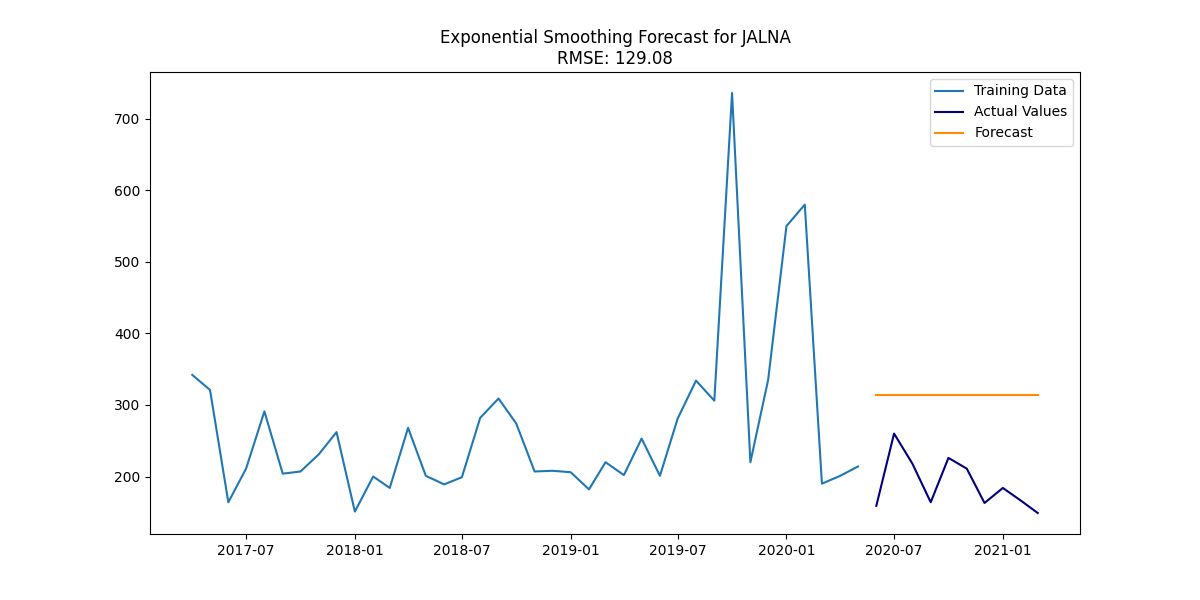 Exponential Smoothing Forecast for JALNA
RMSE: 129.08
Training Data
Actual Values
Forecast
700
600
500
400
300
200
2017-07 2018-01 2018-07 2019-01 2019-07 2020-01 2020-07 2021-01